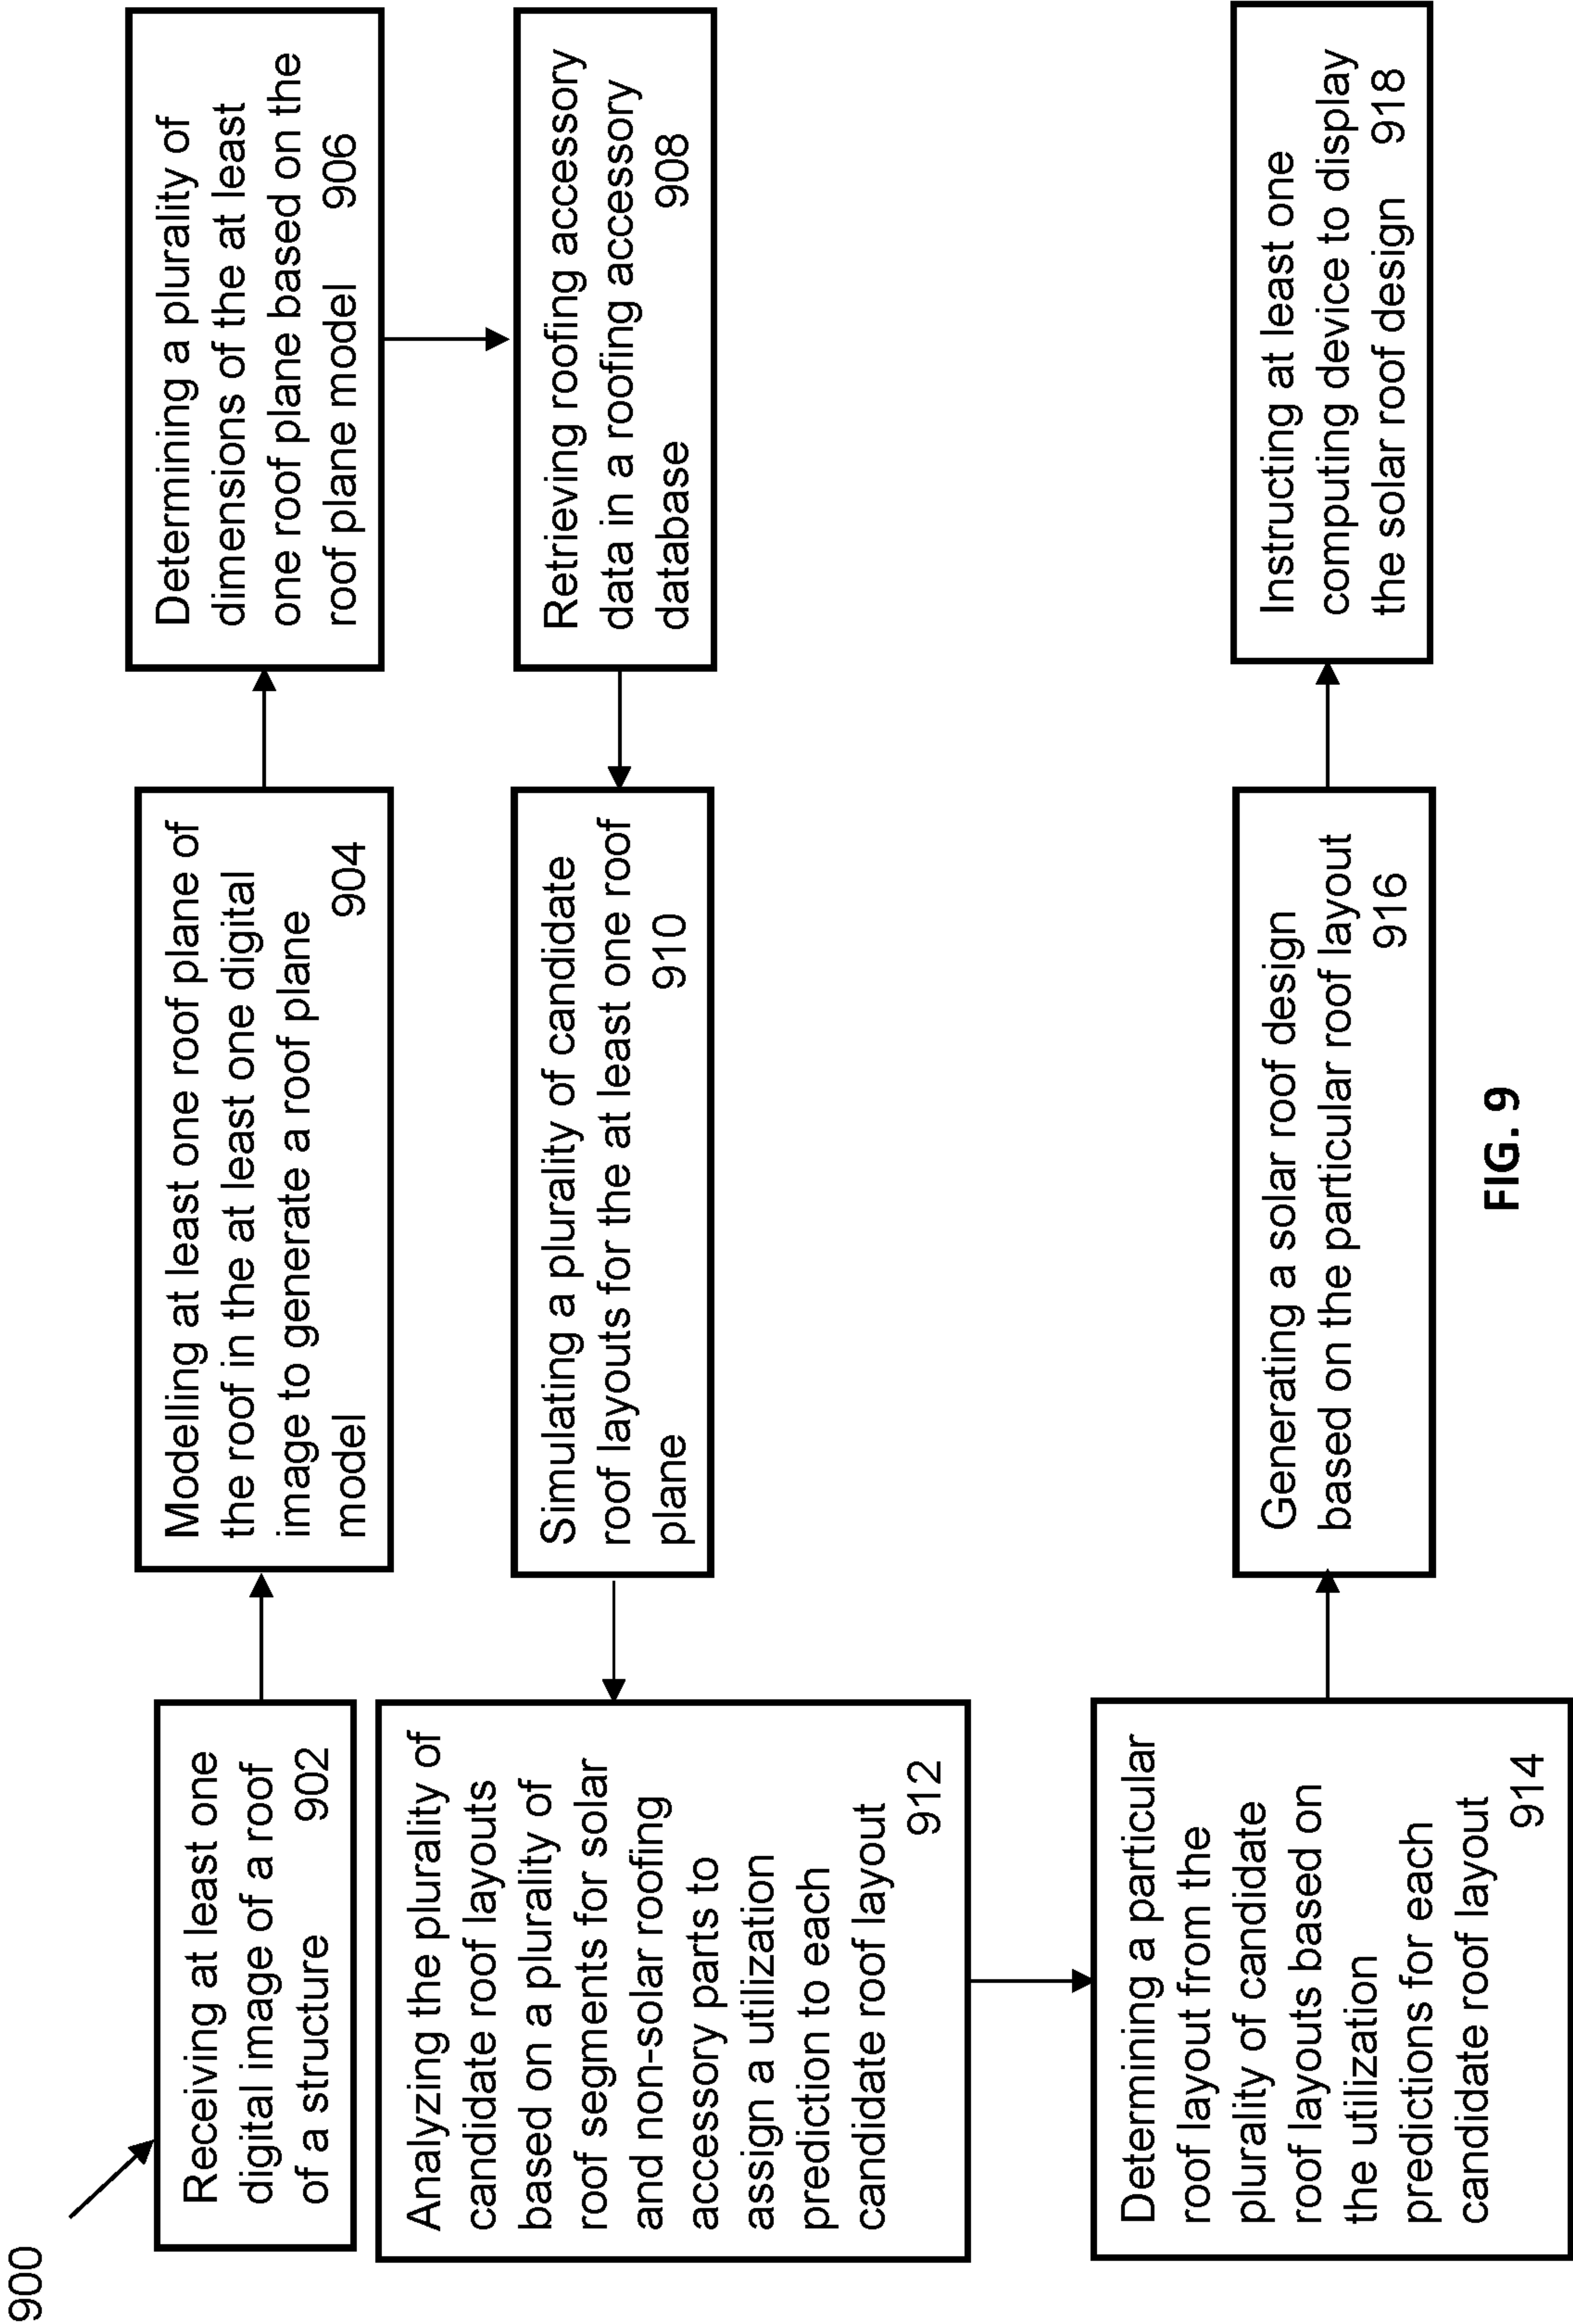 900
Receiving at least one
digital image of a roof
of a structure 902
Modelling at least one roof plane of
the roof in the at least one digital
image to generate a roof plane
model 904
Determining a plurality of
dimensions of the at least
one roof plane based on the
roof plane model 906
Retrieving roofing accessory
data in a roofing accessory
database 908
Simulating a plurality of candidate
roof layouts for the at least one roof
plane 910
Analyzing the plurality of
candidate roof layouts
based on a plurality of
roof segments for solar
and non-solar roofing
accessory parts to
assign a utilization
prediction to each
candidate roof layout
912
Determining a particular
roof layout from the
plurality of candidate
roof layouts based on
the utilization
predictions for each
candidate roof layout
914
Generating a solar roof design
based on the particular roof layout
916
Instructing at least one
computing device to display
the solar roof design 918
FIG. 9